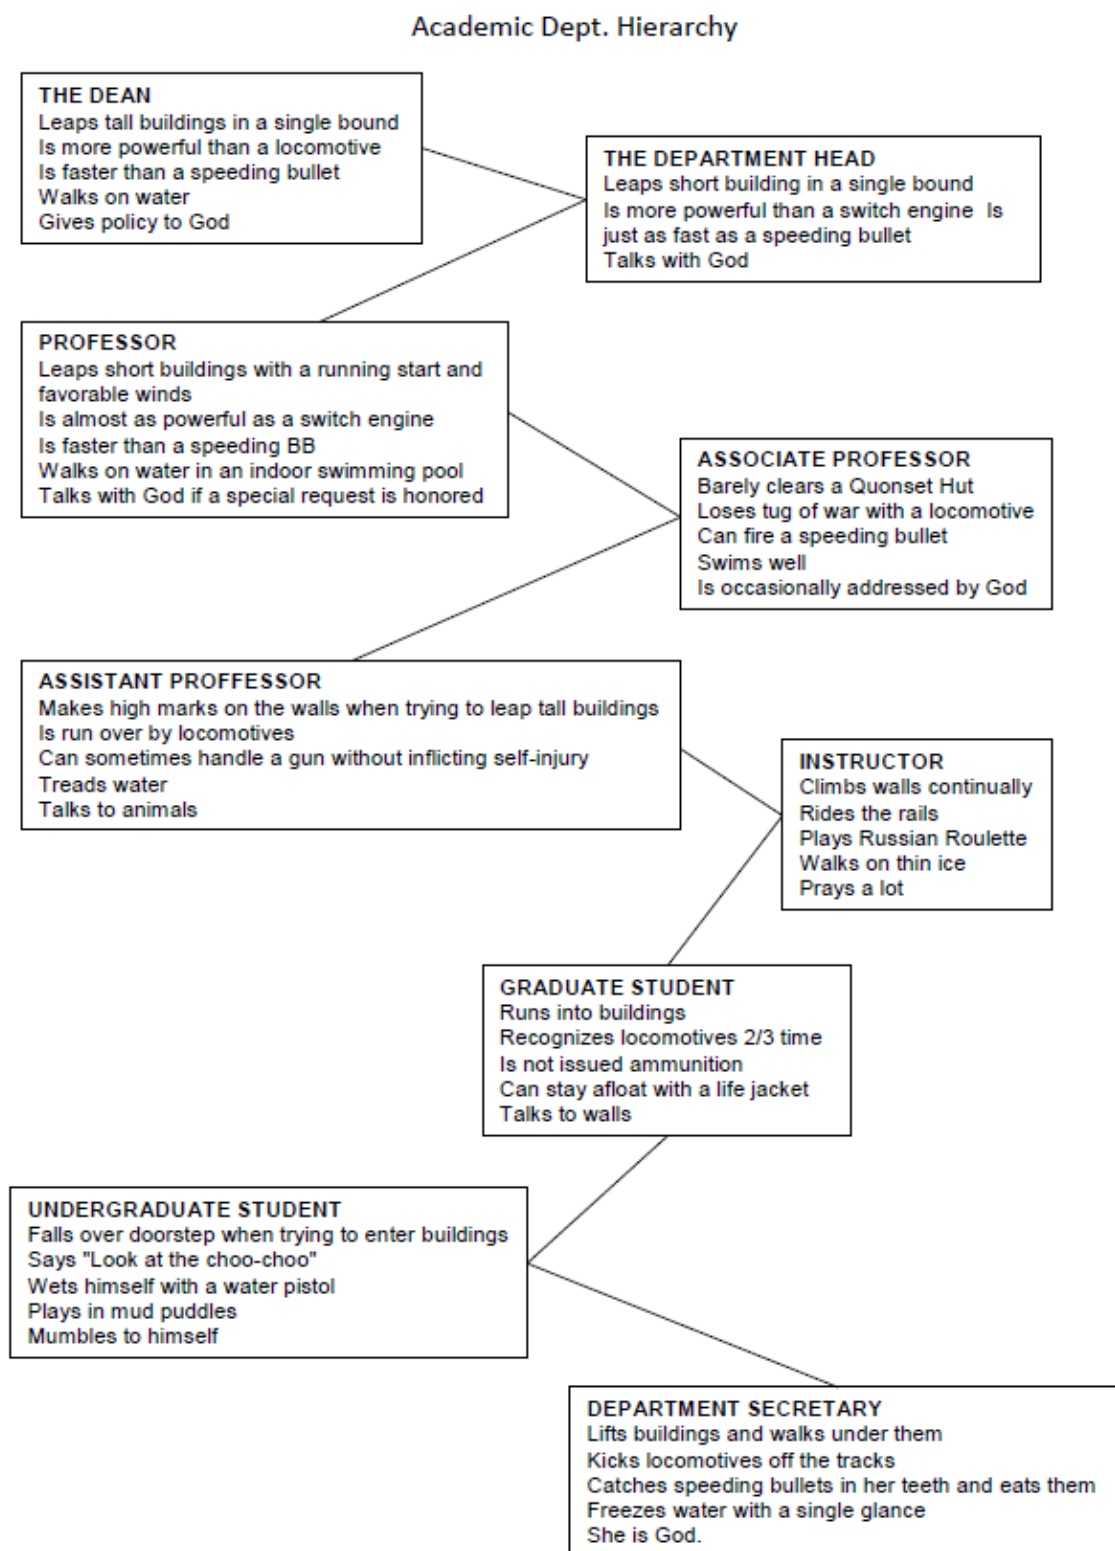 Academic Dept. Hierarchy
THE DEAN
Leaps tall buildings in a single bound
Is more powerful than a locomotive
Is faster than a speeding bullet
Walks on water
Gives policy to God
THE DEPARTMENT HEAD
Leaps short building in a single bound
Is more powerful than a switch engine  Is
just as fast as a speeding bullet
Talks with God
PROFESSOR
Leaps short buildings with a running start and
favorable winds
Is almost as powerful as a switch engine
Is faster than a speeding BB
Walks on water in an indoor swimming pool
Talks with God if a special request is honored
ASSOCIATE PROFESSOR
Barely clears a Quonset Hut
Loses tug of war with a locomotive
Can fire a speeding bullet
Swims well
Is occasionally addressed by God
ASSISTANT PROFFESSOR
Makes high marks on the walls when trying to leap tall buildings
Is run over by locomotives
Can sometimes handle a gun without inflicting self-injury
Treads water
Talks to animals
INSTRUCTOR
Climbs walls continually
Rides the rails
Plays Russian Roulette
Walks on thin ice
Prays a lot
GRADUATE STUDENT
Runs into buildings
Recognizes locomotives 2/3 time
Is not issued ammunition
Can stay afloat with a life jacket
Talks to walls
UNDERGRADUATE STUDENT
Falls over doorstep when trying to enter buildings
Says "Look at the choo-choo"
Wets himself with a water pistol
Plays in mud puddles
Mumbles to himself
DEPARTMENT SECRETARY
Lifts buildings and walks under them
Kicks locomotives off the tracks
Catches speeding bullets in her teeth and eats them
Freezes water with a single glance
She is God.